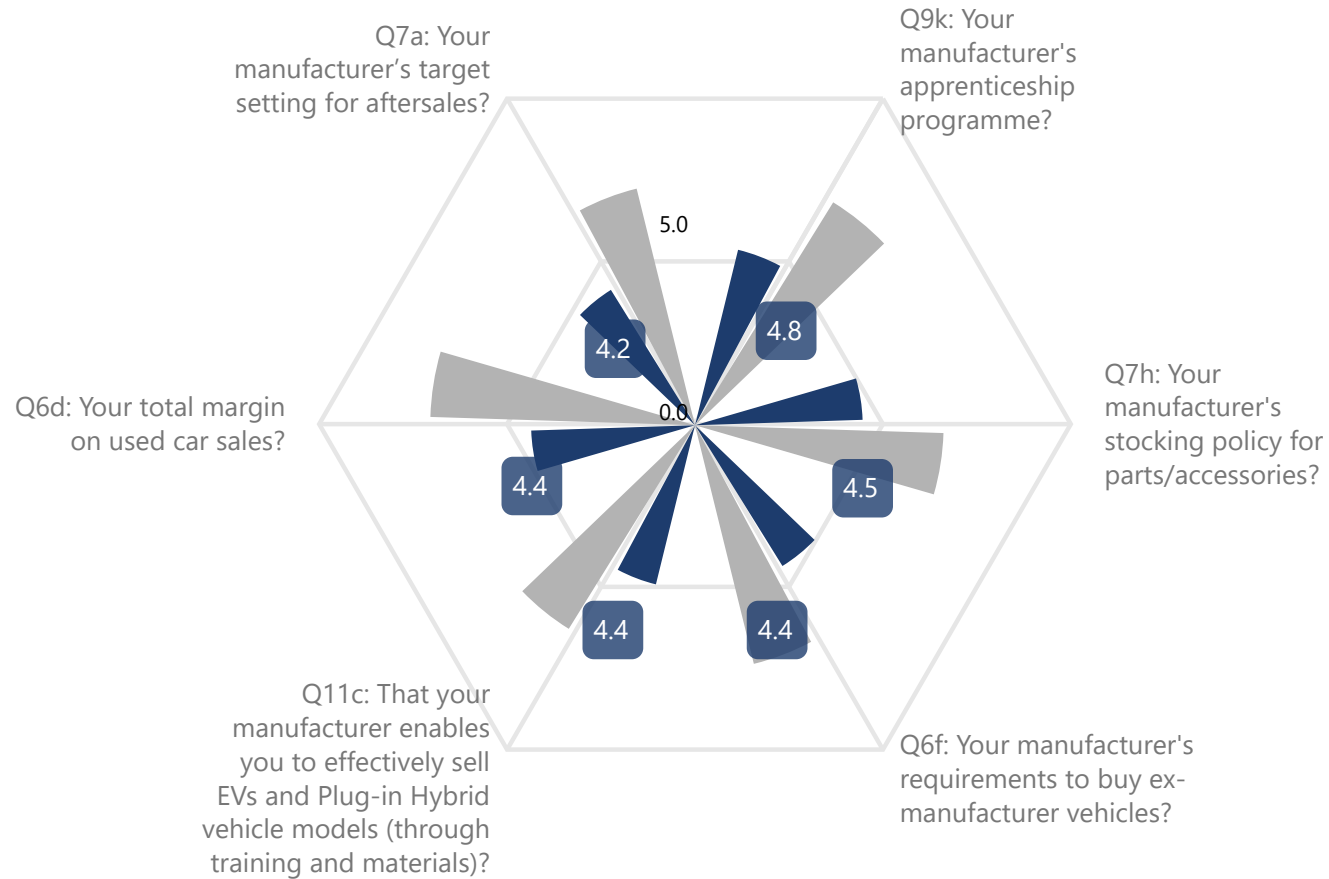 Q9k: Your
manufacturer's
apprenticeship
programme?
Q7a: Your
manufacturer’s target
setting for aftersales?
5.0
4.8
4.2
Q7h: Your
manufacturer's
stocking policy for
parts/accessories?
Q6d: Your total margin
on used car sales?
0.0
4.4
4.5
4.4
4.4
Q11c: That your
manufacturer enables
you to effectively sell
EVs and Plug-in Hybrid
vehicle models (through
training and materials)?
Q6f: Your manufacturer's
requirements to buy ex-
manufacturer vehicles?